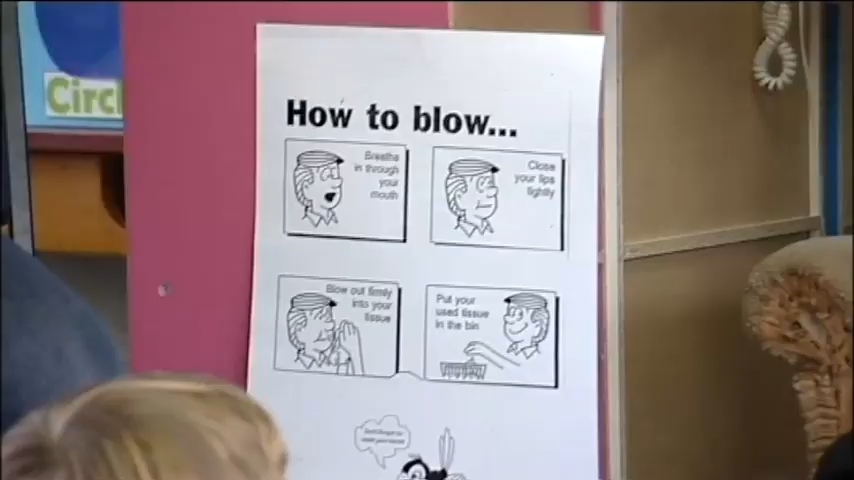 Circl
How to blow...
Breathe
in through
your
mouth
Close
your lips
tightly
Blow out firmly
into your
tissue
Put your
used tissue
in the bin